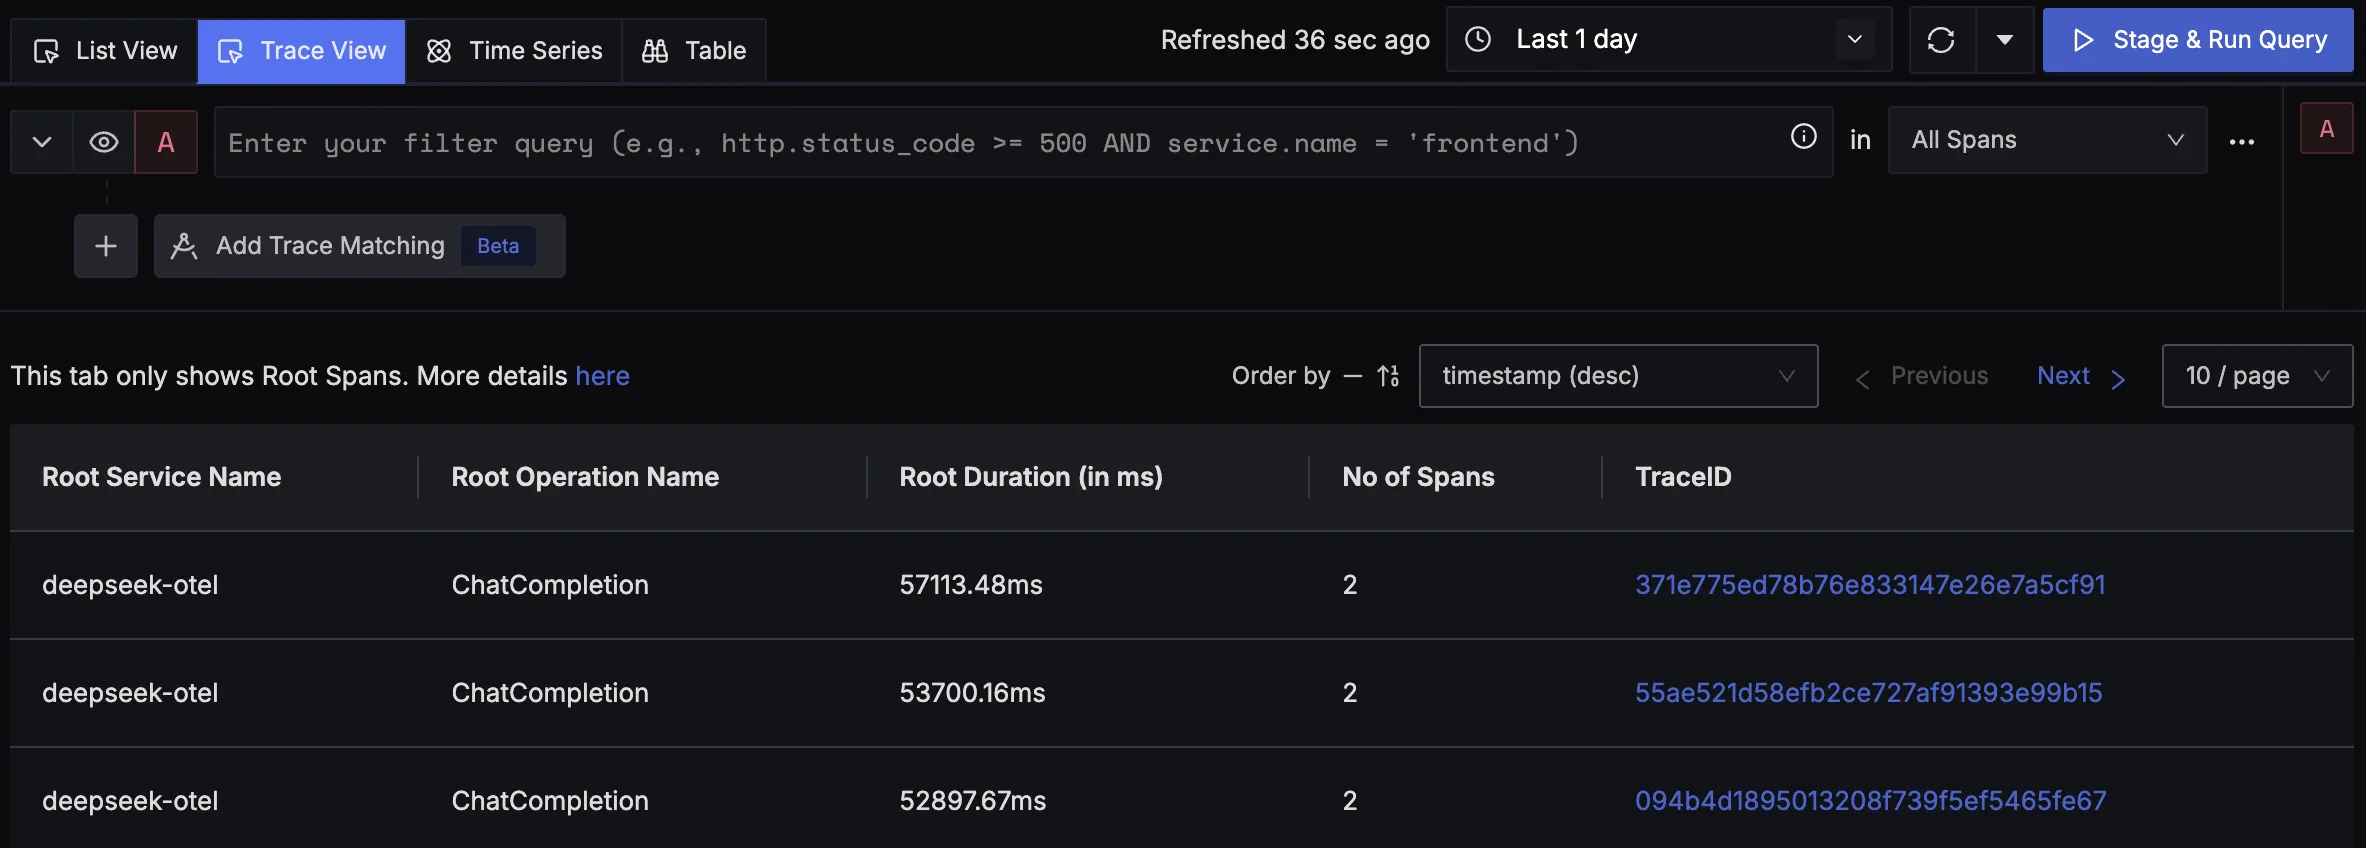 List View Trace View Time Series Table Refreshed 36 sec ago Last 1 day Stage & Run Query
A Enter your filter query (e.g., http.status_code >= 500 AND service.name = 'frontend') in All Spans ... A
+ Add Trace Matching Beta
This tab only shows Root Spans. More details here Order by — timestamp (desc) < Previous Next > 10 / page
Root Service Name Root Operation Name Root Duration (in ms) No of Spans TraceID
deepseek-otel ChatCompletion 57113.48ms 2 371e775ed78b76e833147e26e7a5cf91
deepseek-otel ChatCompletion 53700.16ms 2 55ae521d58efb2ce727af91393e99b15
deepseek-otel ChatCompletion 52897.67ms 2 094b4d1895013208f739f5ef5465fe67